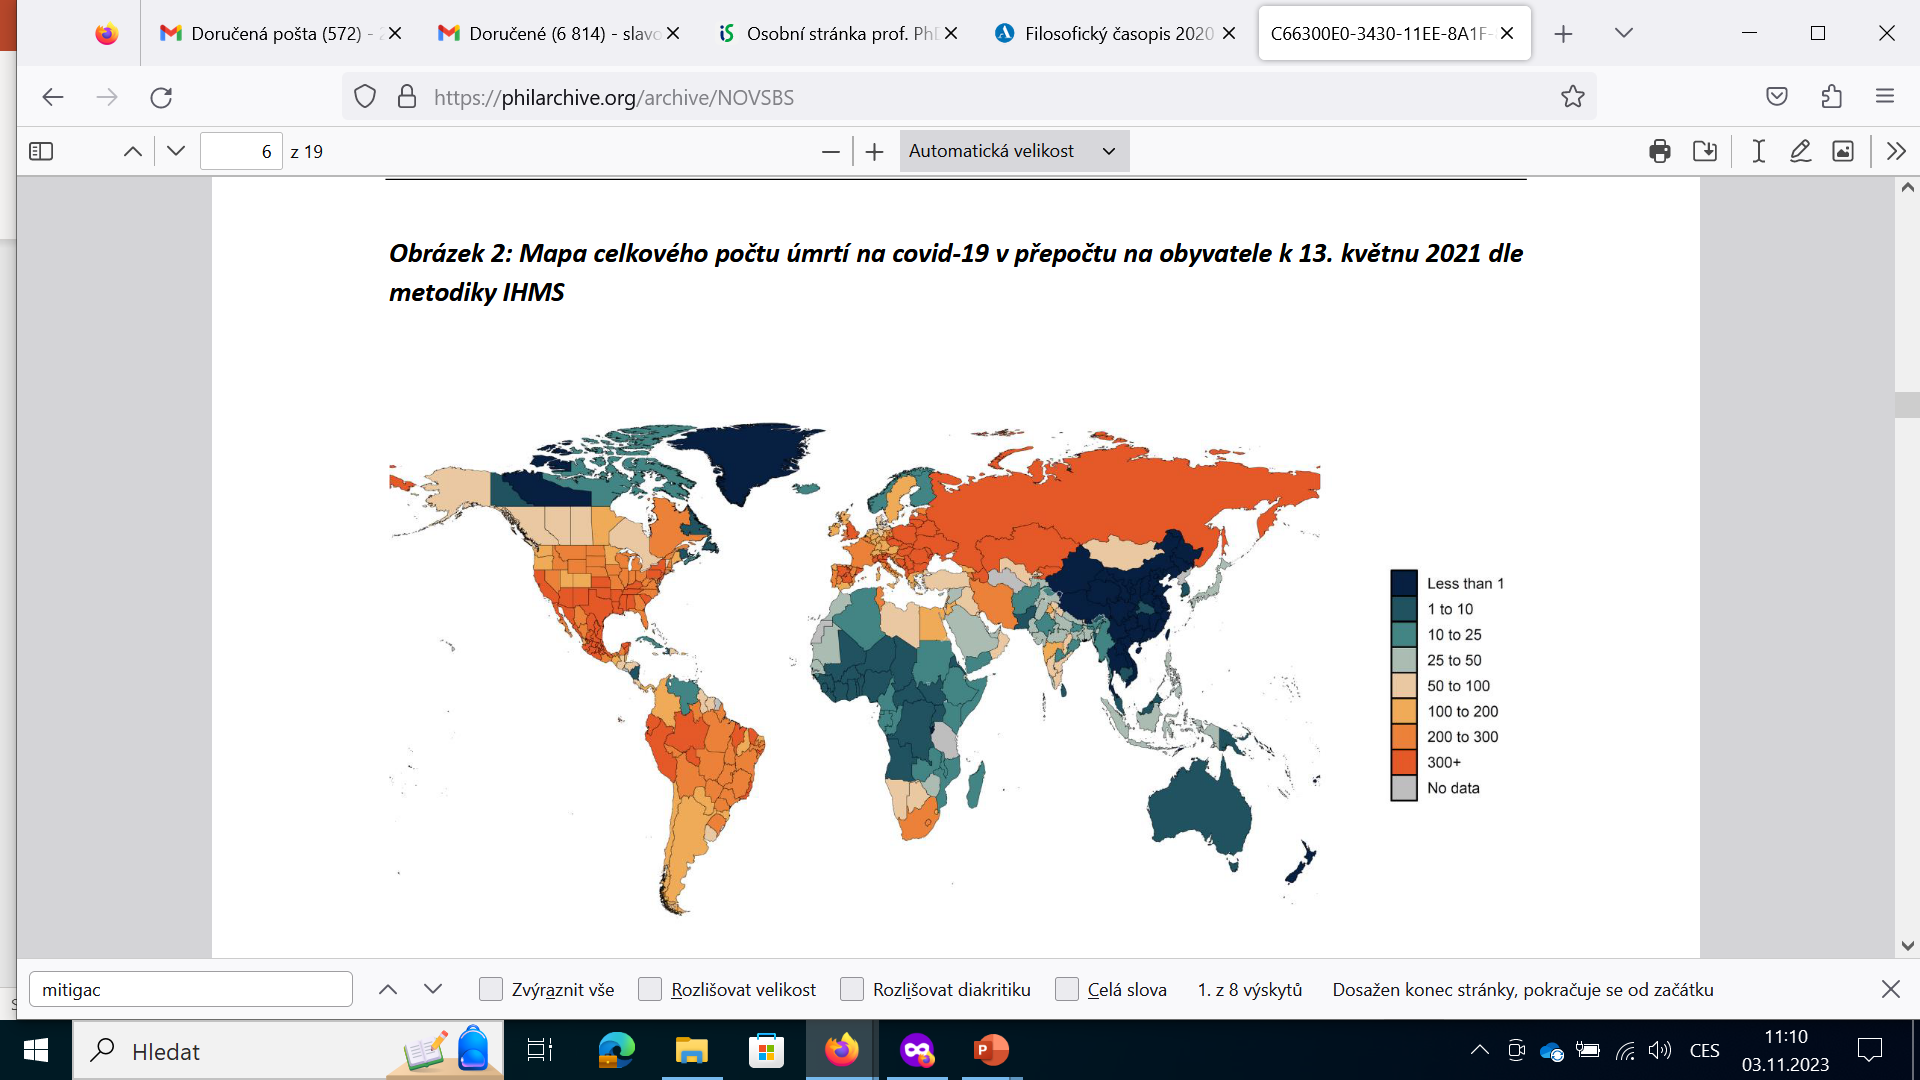 Doručená pošta (572) - 2
Doručené (6 814) - slavo
Osobní stránka prof. PhD
Filosofický časopis 2020
C66300E0-3430-11EE-8A1F-
https://philarchive.org/archive/NOVSBS
6 z 19
Automatická velikost
Obrázek 2: Mapa celkového počtu úmrtí na covid-19 v přepočtu na obyvatele k 13. květnu 2021 dle
metodiky IHMS
Less than 1
1 to 10
10 to 25
25 to 50
50 to 100
100 to 200
200 to 300
300+
No data
mitigac
Zvýraznit vše
Rozlišovat velikost
Rozlišovat diakritiku
Celá slova
1. z 8 výskytů
Dosažen konec stránky, pokračuje se od začátku
Hledat
CES
11:10
03.11.2023